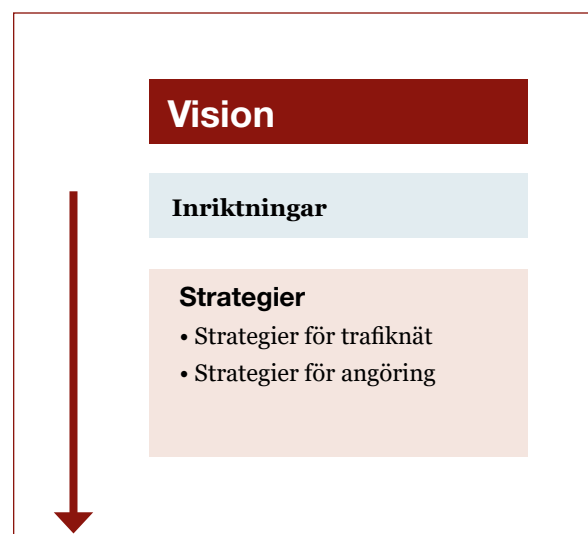 Vision
Inriktningar
Strategier
• Strategier för trafiknät
• Strategier för angöring